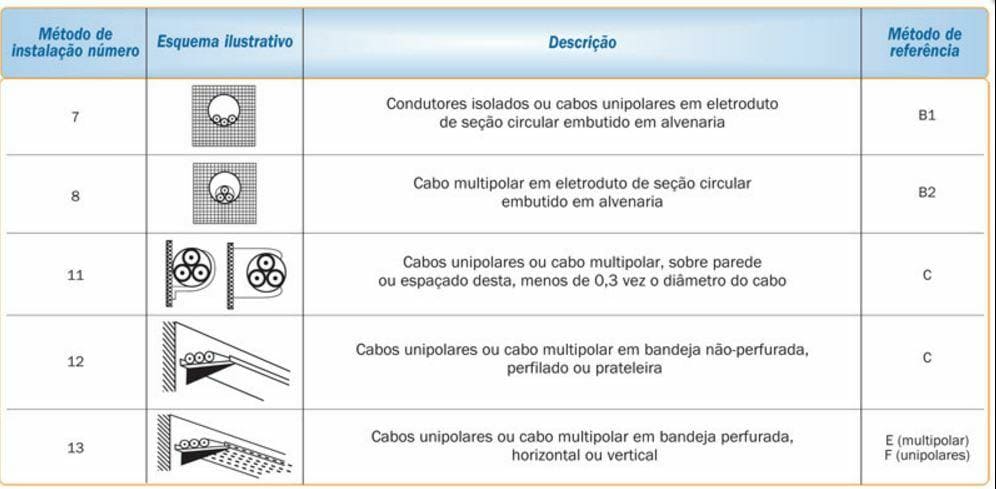 Método de
instalação número
Esquema ilustrativo
Descrição
Método de
referência
7
Condutores isolados ou cabos unipolares em eletroduto
de seção circular embutido em alvenaria
B1
8
Cabo multipolar em eletroduto de seção circular
embutido em alvenaria
B2
11
Cabos unipolares ou cabo multipolar, sobre parede
ou espaçado desta, menos de 0,3 vez o diâmetro do cabo
C
12
Cabos unipolares ou cabo multipolar em bandeja não-perfurada,
perfilado ou prateleira
C
13
Cabos unipolares ou cabo multipolar em bandeja perfurada,
horizontal ou vertical
E (multipolar)
F (unipolares)